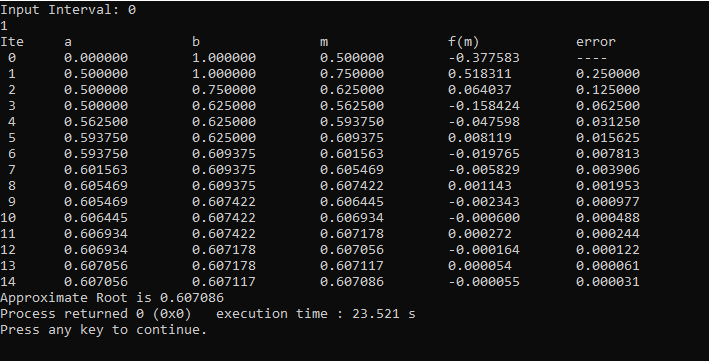 Input Interval: 0
1
Ite a b m f(m) error
0 0.000000 1.000000 0.500000 -0.377583 ----
1 0.500000 1.000000 0.750000 0.518311 0.250000
2 0.500000 0.750000 0.625000 0.064037 0.125000
3 0.500000 0.625000 0.562500 -0.158424 0.062500
4 0.562500 0.625000 0.593750 -0.047598 0.031250
5 0.593750 0.625000 0.609375 0.008119 0.015625
6 0.593750 0.609375 0.601563 -0.019765 0.007813
7 0.601563 0.609375 0.605469 -0.005829 0.003906
8 0.605469 0.609375 0.607422 0.001143 0.001953
9 0.605469 0.607422 0.606445 -0.002343 0.000977
10 0.606445 0.607422 0.606934 -0.000600 0.000488
11 0.606934 0.607422 0.607178 0.000272 0.000244
12 0.606934 0.607178 0.607056 -0.000164 0.000122
13 0.607056 0.607178 0.607117 0.000054 0.000061
14 0.607056 0.607117 0.607086 -0.000055 0.000031
Approximate Root is 0.607086
Process returned 0 (0x0) execution time : 23.521 s
Press any key to continue.